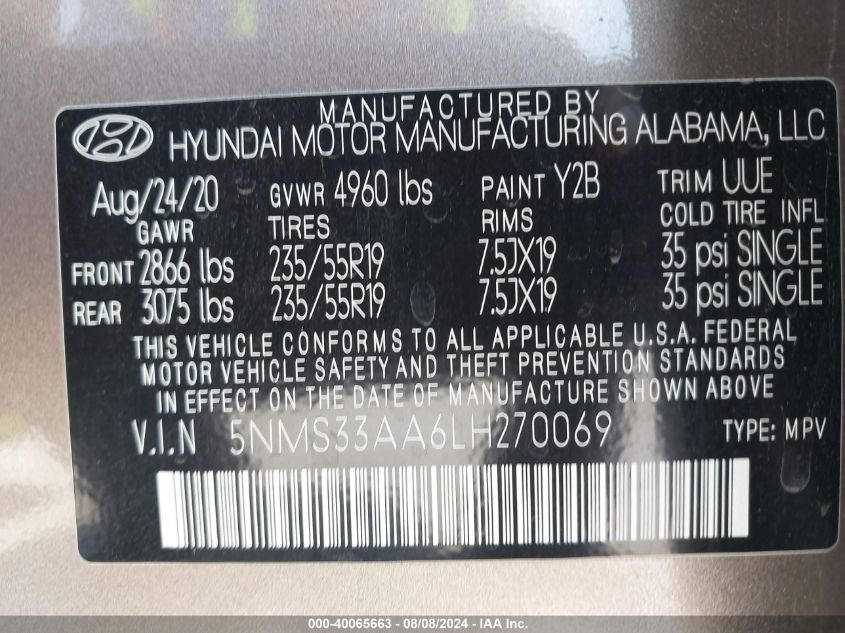 MANUFACTURED BY
HYUNDAI MOTOR MANUFACTURING ALABAMA, LLC
Aug/24/20 GVWR 4960 lbs PAINT Y2B TRIM UUE
GAWR TIRES RIMS COLD TIRE INFL
FRONT 2866 lbs 235/55R19 7.5JX19 35 psi SINGLE
REAR 3075 lbs 235/55R19 7.5JX19 35 psi SINGLE
THIS VEHICLE CONFORMS TO ALL APPLICABLE U.S.A. FEDERAL
MOTOR VEHICLE SAFETY AND THEFT PREVENTION STANDARDS
IN EFFECT ON THE DATE OF MANUFACTURE SHOWN ABOVE.
V.I.N 5NMS33AA6LH270069 TYPE: MPV
000-40065663 - 08/08/2024 - IAA Inc.